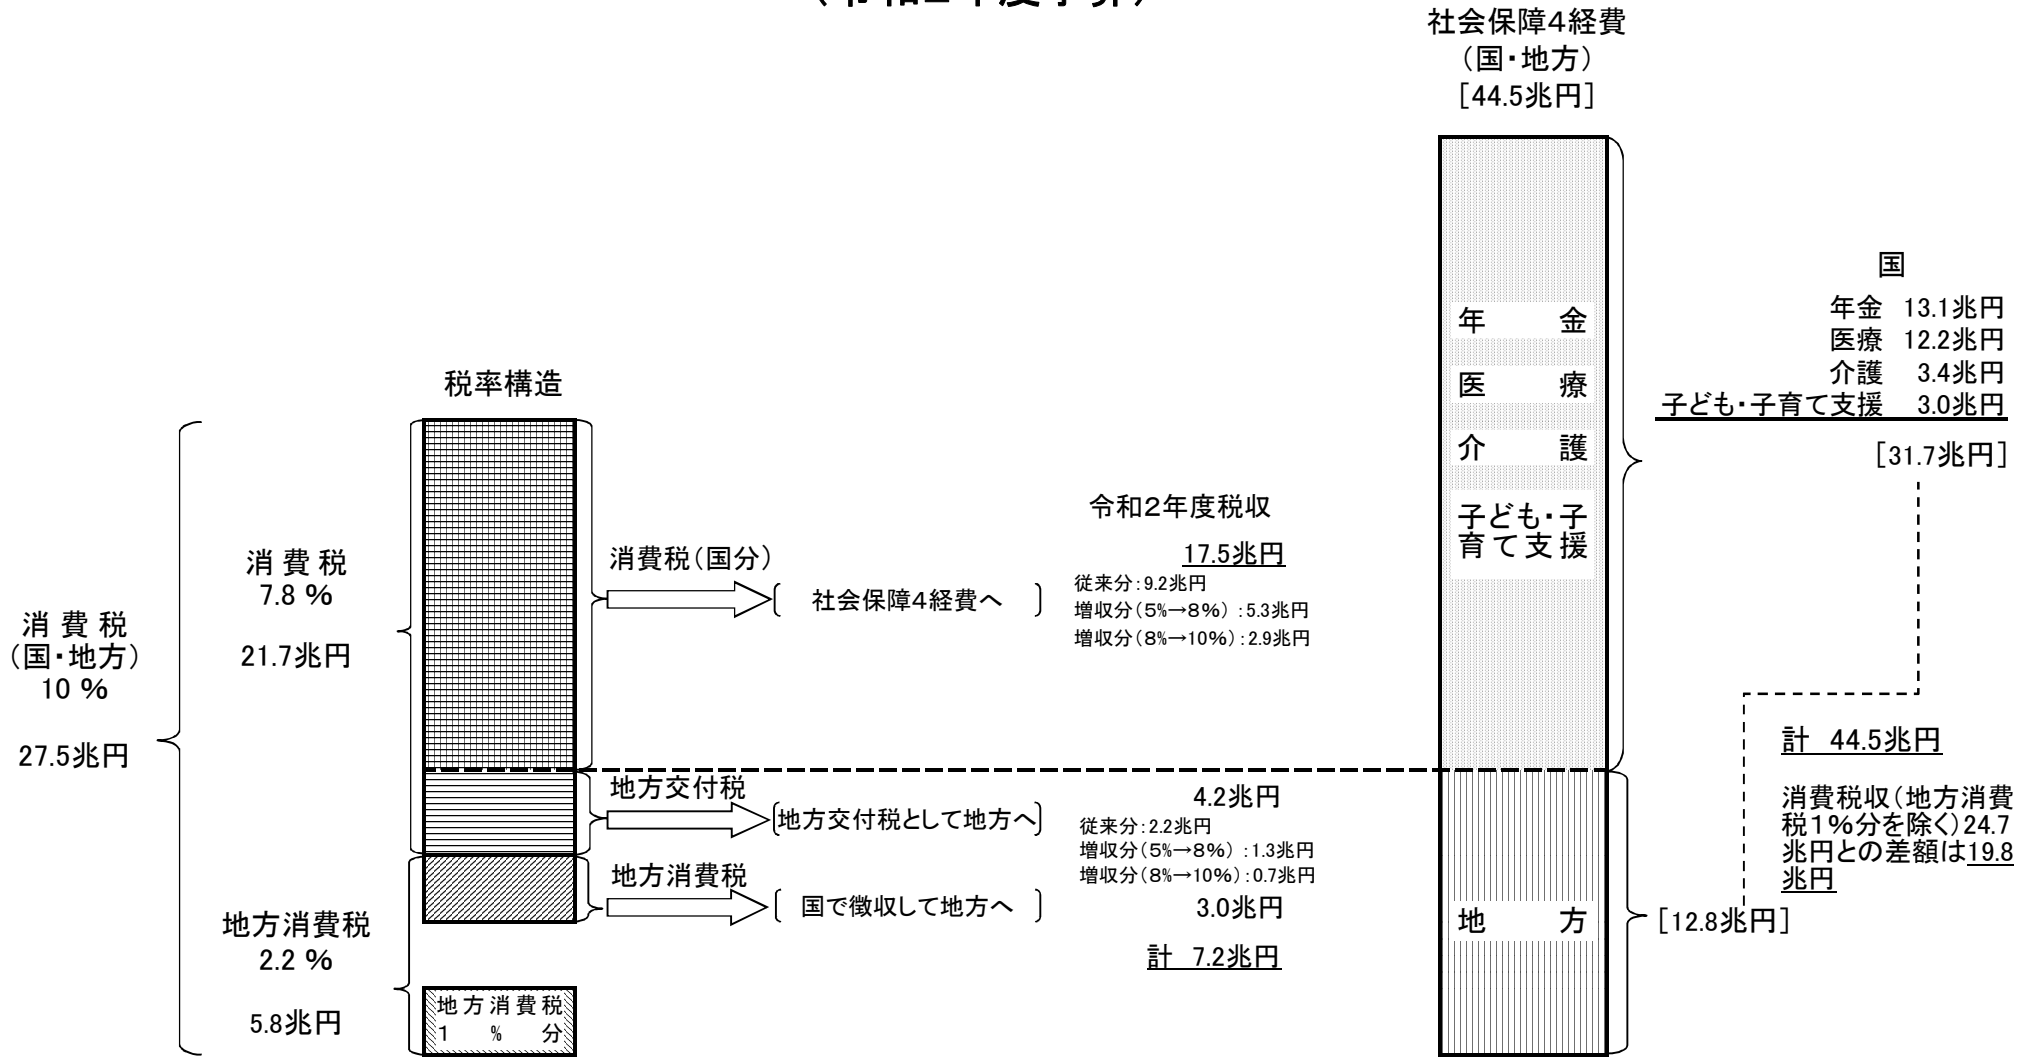 社会保障4経費
(国・地方)
[44.5兆円]
国
年金 13.1兆円
医療 12.2兆円
介護 3.4兆円
子ども・子育て支援 3.0兆円
[31.7兆円]
年金
医療
介護
子ども・子
育て支援
地方
[12.8兆円]
計 44.5兆円
消費税収(地方消費
税1%分を除く)24.7
兆円との差額は19.8
兆円
税率構造
消費税
(国・地方)
10 %
27.5兆円
消費税
7.8 %
21.7兆円
地方消費税
2.2 %
5.8兆円
地方消費税
1%分
令和2年度税収
消費税(国分)
社会保障4経費へ
17.5兆円
従来分:9.2兆円
増収分(5%→8%):5.3兆円
増収分(8%→10%):2.9兆円
地方交付税
地方交付税として地方へ
4.2兆円
従来分:2.2兆円
増収分(5%→8%):1.3兆円
増収分(8%→10%):0.7兆円
地方消費税
国で徴収して地方へ
3.0兆円
計 7.2兆円